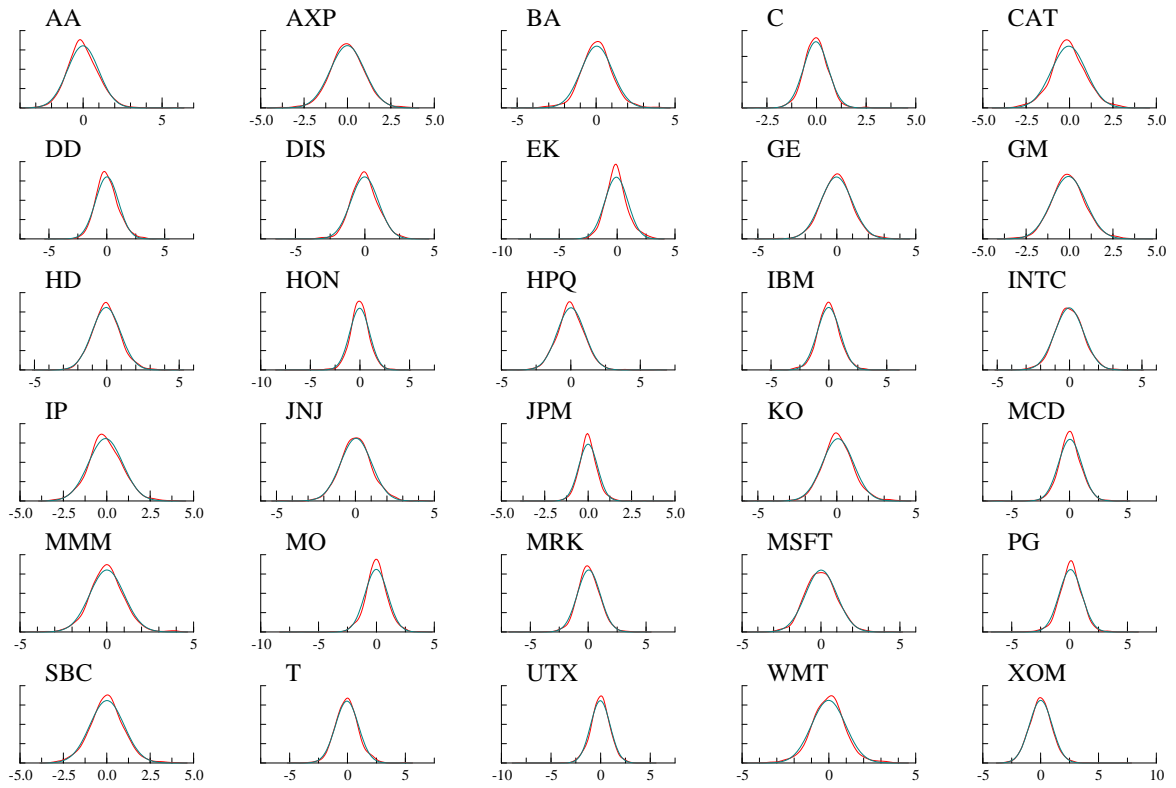 AA AXP BA C CAT
0 5 -5.0 -2.5 0.0 2.5 5.0 -5 0 5 -2.5 0.0 2.5 5.0 -5.0 -2.5 0.0 2.5 5.0
DD DIS EK GE GM
-5 0 5 -5 0 -10 -5 0 5 -5 0 5 -5.0 -2.5 0.0 2.5 5.0
HD HON HPQ IBM INTC
-5 0 5 -10 -5 0 5 -5 0 5 -5 0 5 -5 0 5
IP JNJ JPM KO MCD
-5.0 -2.5 0.0 2.5 5.0 -5 0 5 -5.0 -2.5 0.0 2.5 5.0 -5 0 5 -5 0 5
MMM MO MRK MSFT PG
-5 0 5 -10 -5 0 5 -5 0 5 -5 0 5 -5 0 5
SBC T UTX WMT XOM
-5.0 -2.5 0.0 2.5 5.0 -5 0 5 -10 -5 0 5 -5 0 5 -5 0 5 10